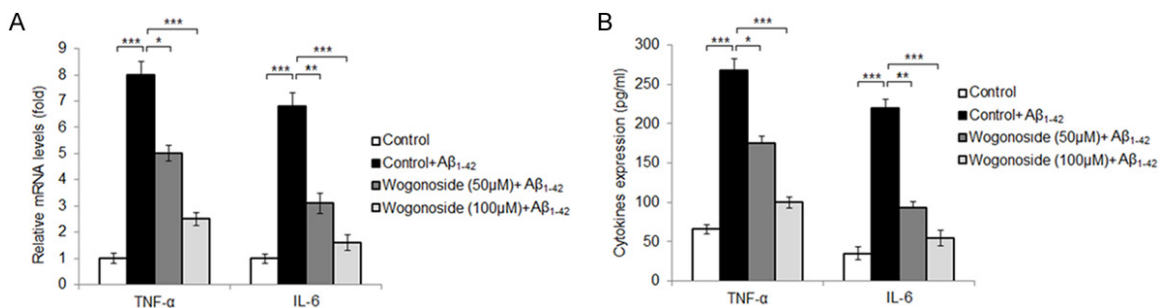 A
Relative mRNA levels (fold)
9
8
7
6
5
4
3
2
1
0
***
*
***
***
**
***
TNF-α
IL-6
Control
Control+Aβ1-42
Wogonoside (50μM)+Aβ1-42
Wogonoside (100μM)+Aβ1-42
B
Cytokines expression (pg/ml)
300
250
200
150
100
50
0
***
*
***
***
**
***
TNF-α
IL-6
Control
Control+Aβ1-42
Wogonoside (50μM)+Aβ1-42
Wogonoside (100μM)+Aβ1-42